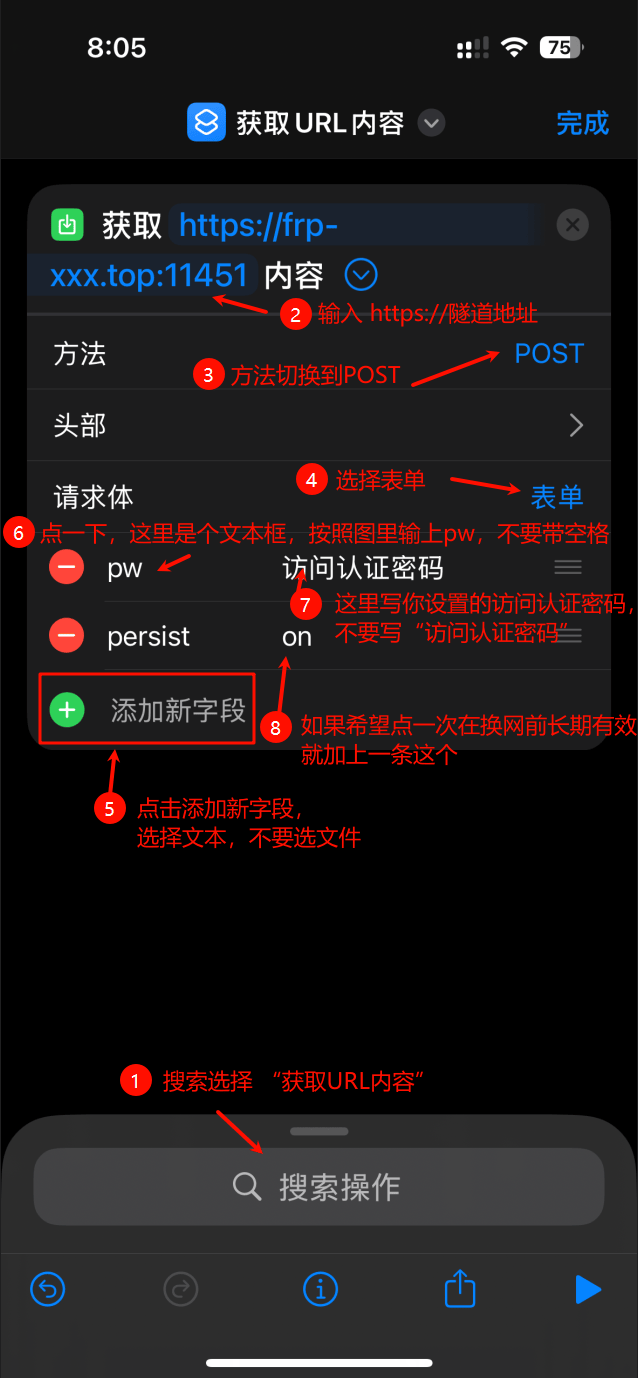 8:05
75
获取URL内容
完成
获取 https://frp-
xxx.top:11451 内容
2 输入 https://隧道地址
方法
POST
3 方法切换到POST
头部
4 选择表单
请求体
表单
6 点一下，这里是个文本框，按照图里输上pw，不要带空格
pw
访问认证密码
7 这里写你设置的访问认证密码，
不要写“访问认证密码”
persist
on
添加新字段
8 如果希望点一次在换网前长期有效
就加上一条这个
5 点击添加新字段，
选择文本，不要选文件
1 搜索选择 “获取URL内容”
搜索操作